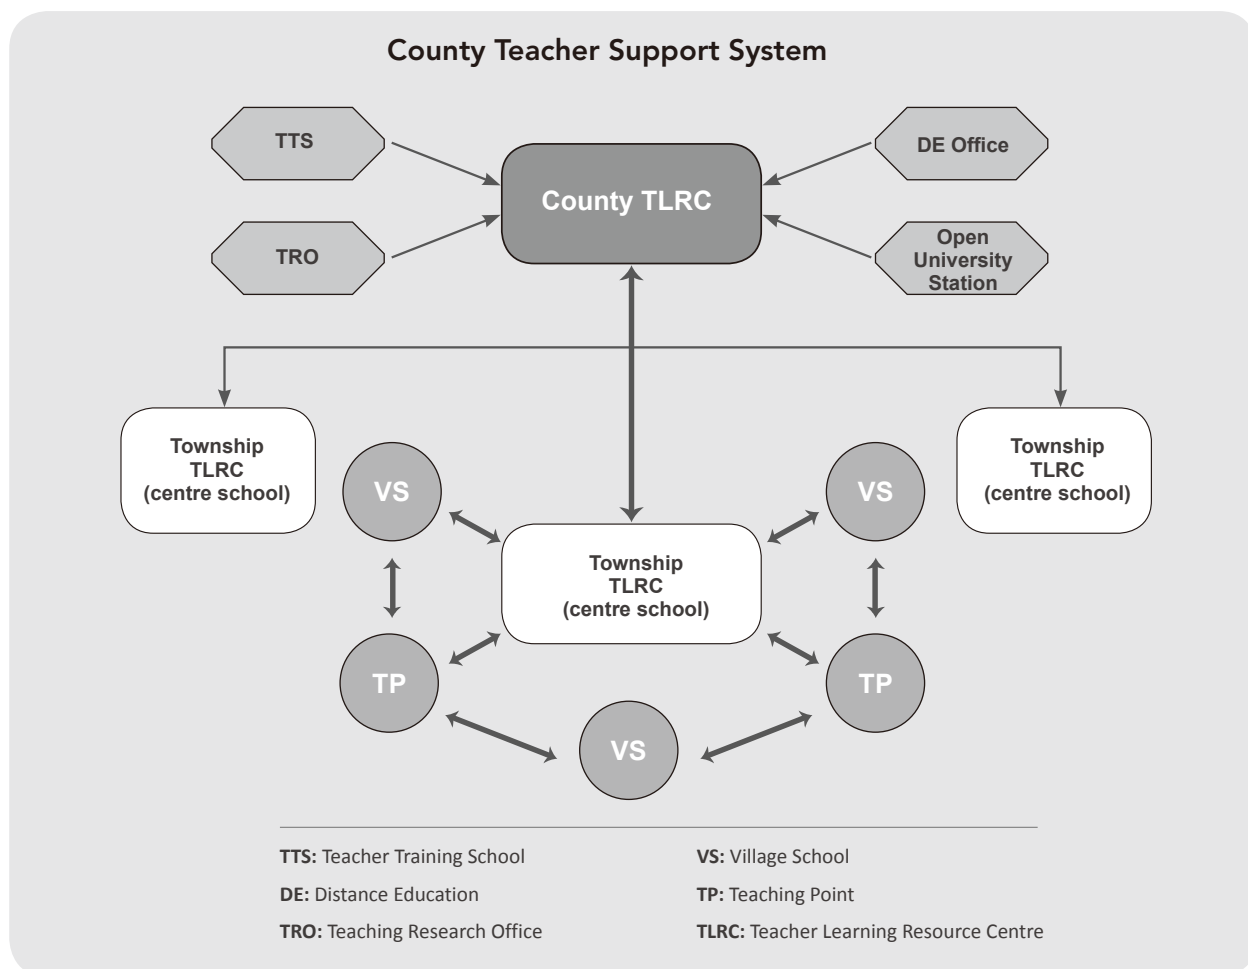 County Teacher Support System
TTS
DE Office
County TLRC
TRO
Open
University
Station
Township
TLRC
(centre school)
Township
TLRC
(centre school)
VS
VS
Township
TLRC
(centre school)
TP
TP
VS
TTS: Teacher Training School
VS: Village School
DE: Distance Education
TP: Teaching Point
TRO: Teaching Research Office
TLRC: Teacher Learning Resource Centre